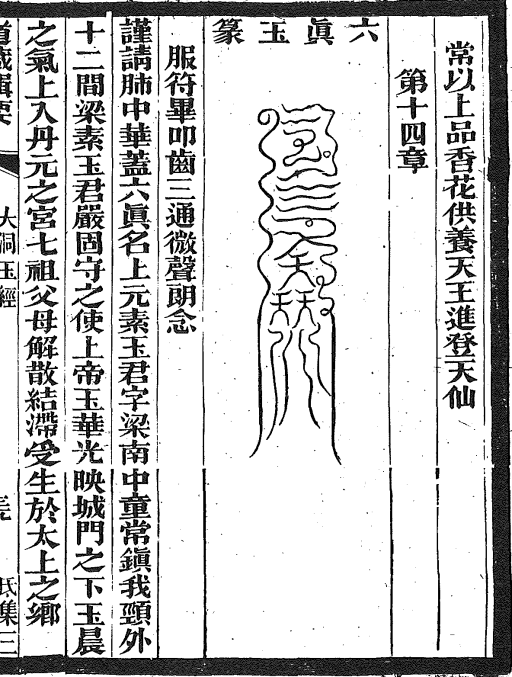 常以上品香花供養天王進登天仙
第十四章
六眞玉篆
服符畢叩齒三通微聲朗念
謹請肺中華蓋六眞名上元素玉君字梁南中童常鎭我頸外
十二間梁素玉君嚴固守之使上帝玉華光映城門之下玉晨
之氣上入丹元之宮七祖父母解散結滯受生於太上之鄉
道藏輯要
大洞玉經
氐集三